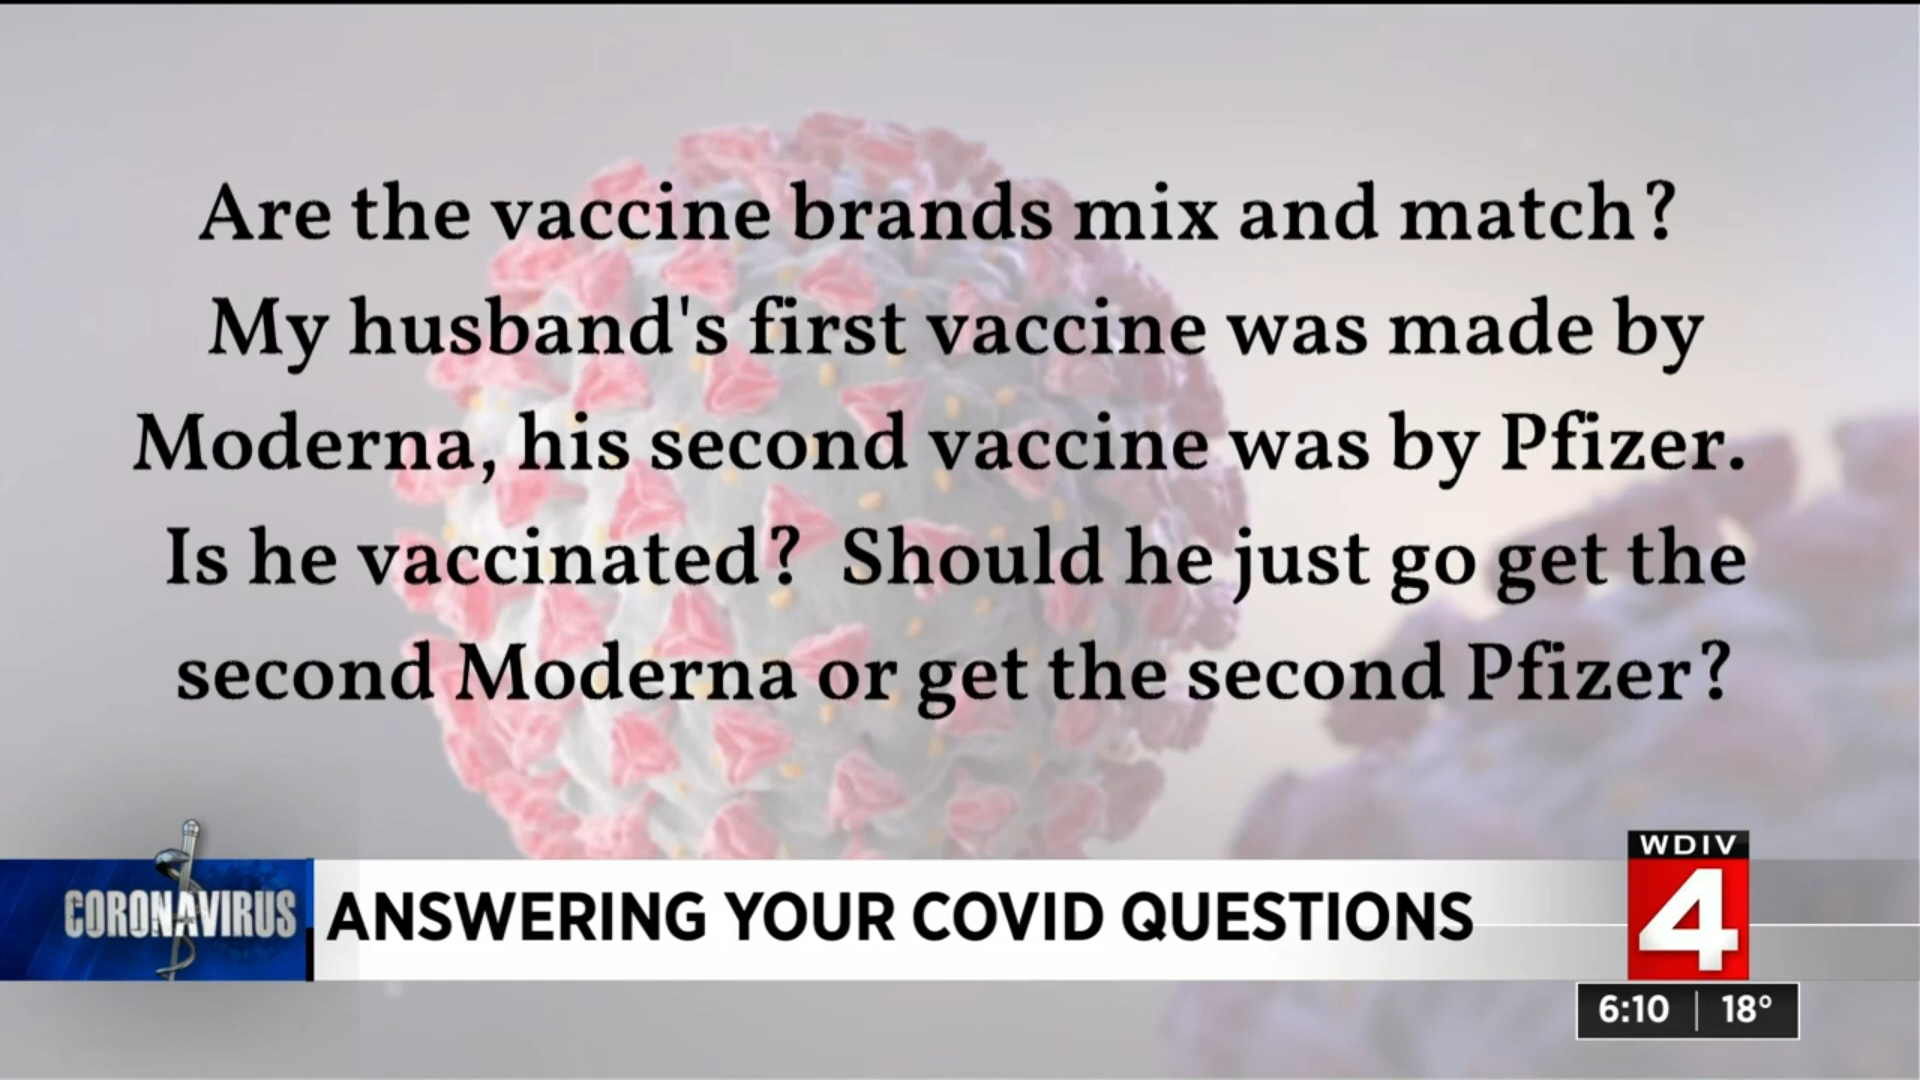 Are the vaccine brands mix and match?
My husband's first vaccine was made by
Moderna, his second vaccine was by Pfizer.
Is he vaccinated?  Should he just go get the
second Moderna or get the second Pfizer?
CORONAVIRUS
ANSWERING YOUR COVID QUESTIONS
WDIV
4
6:10 | 18°